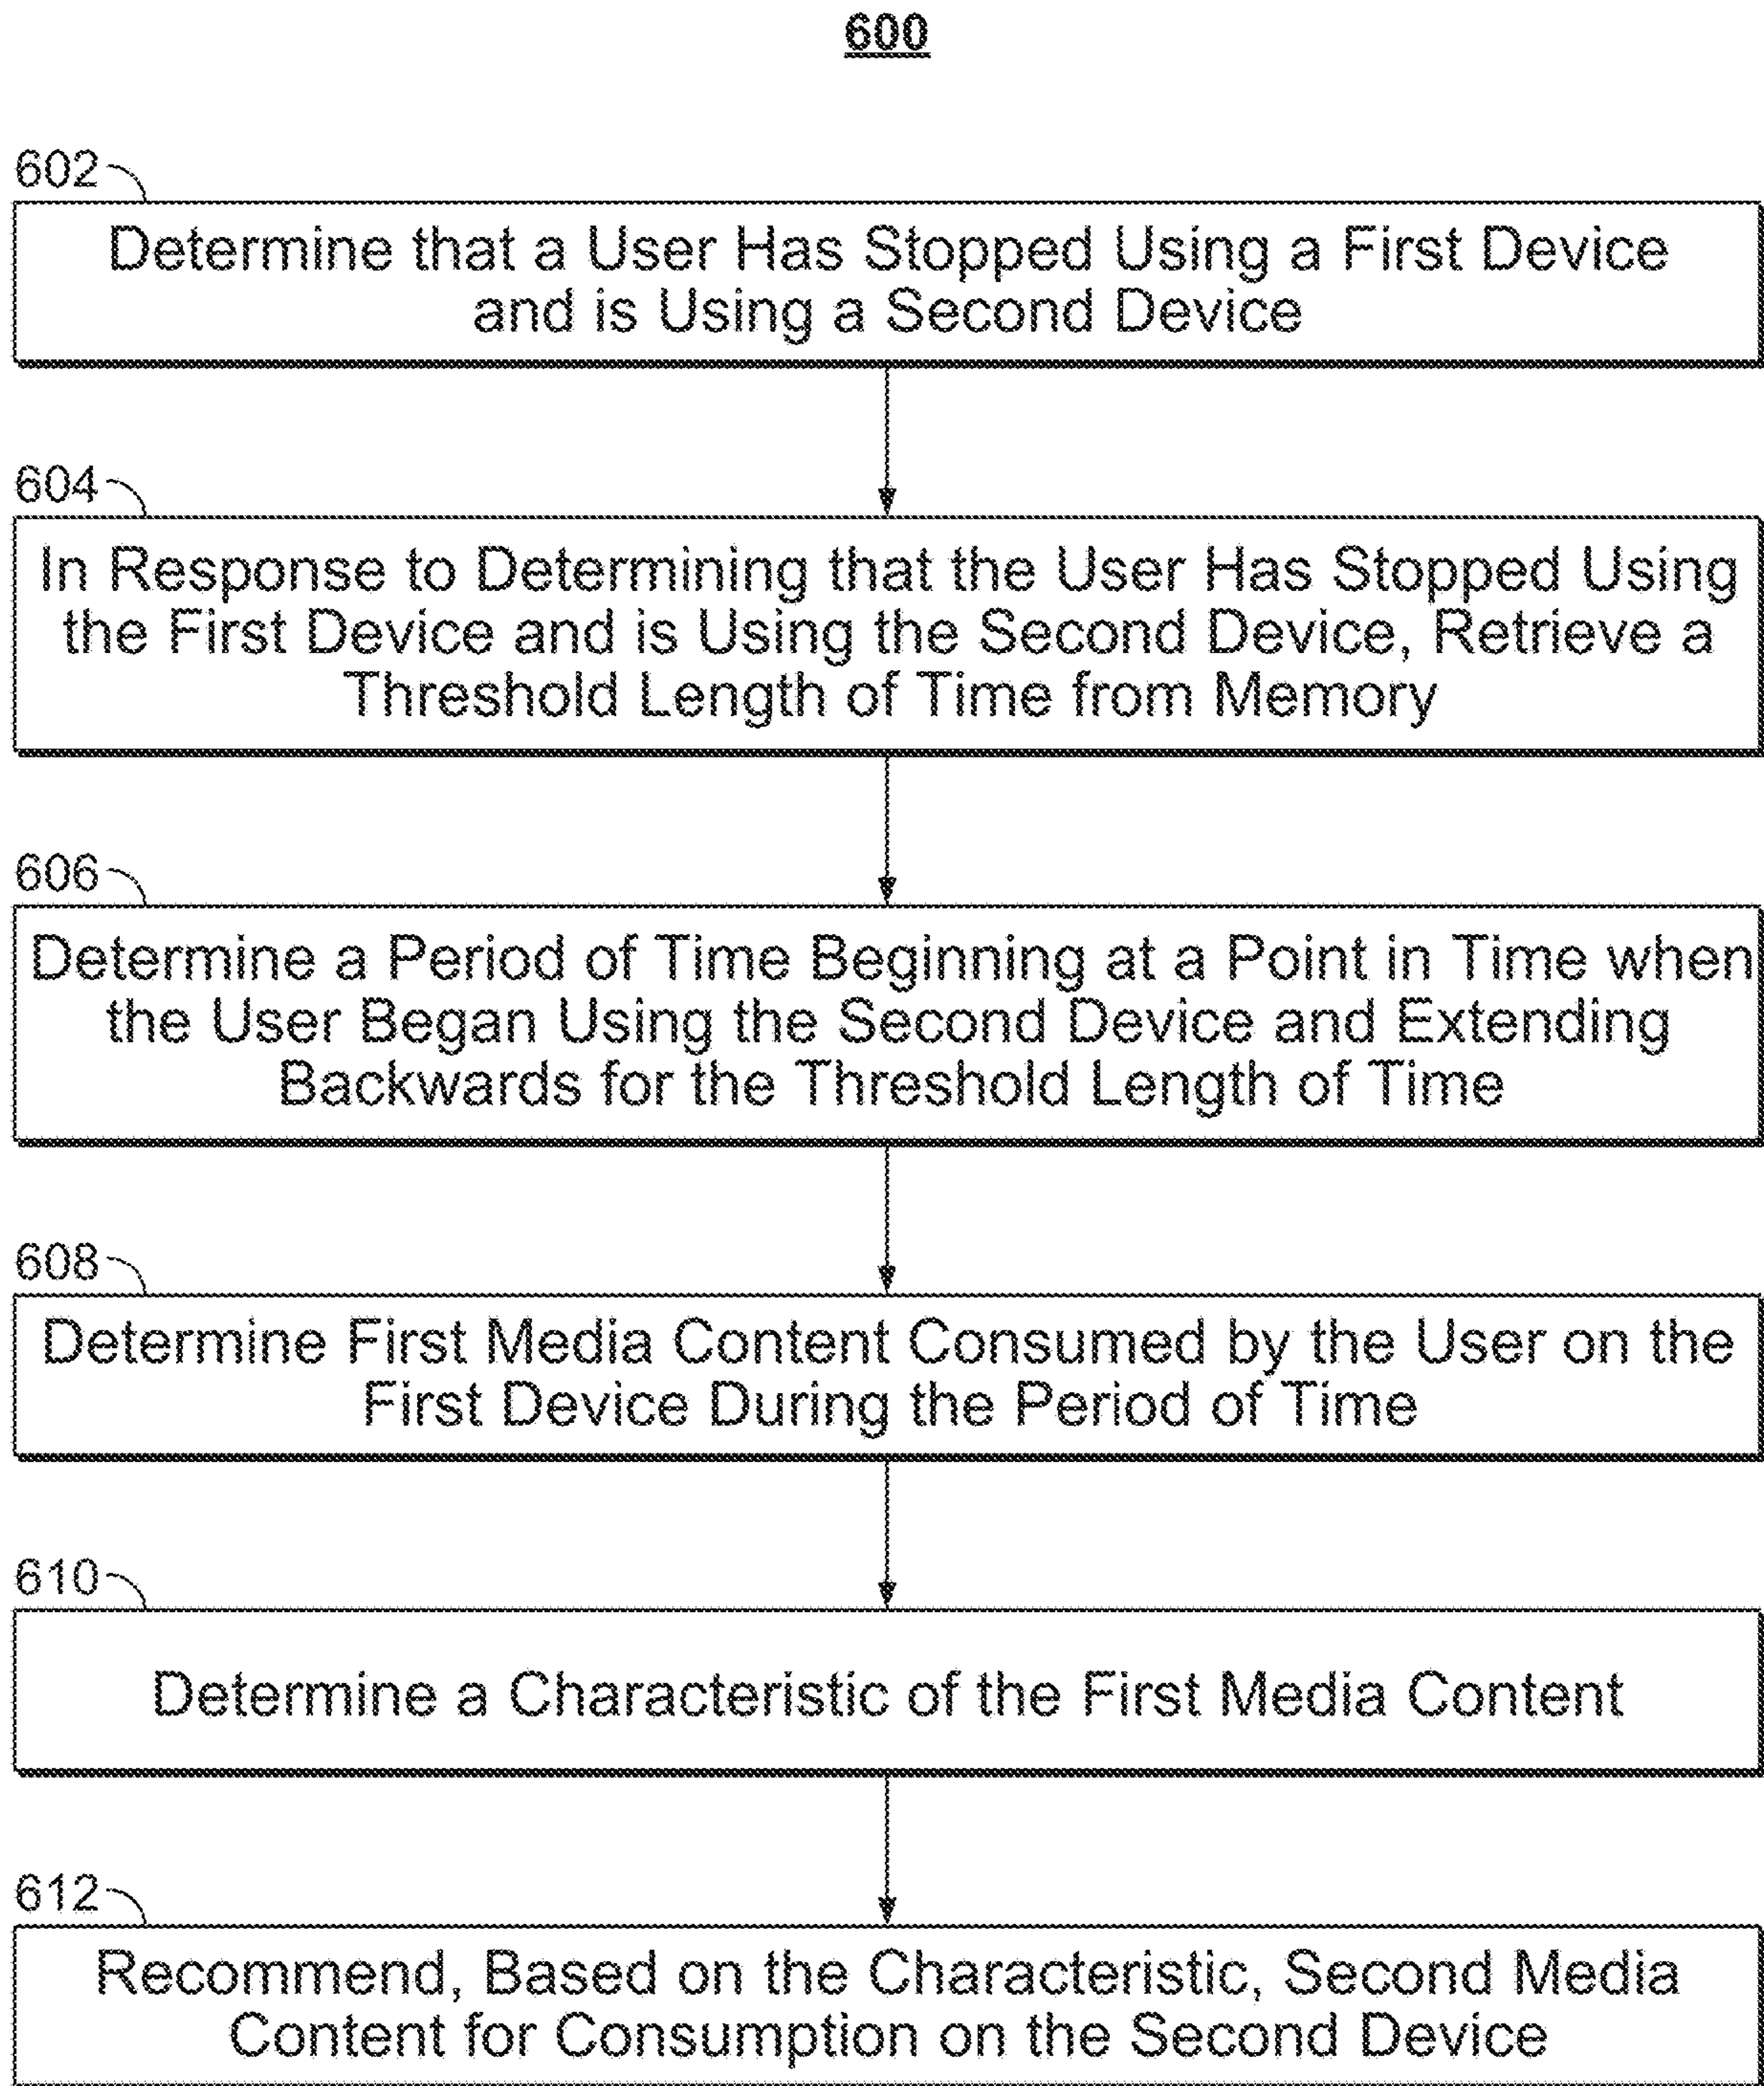 600
602
Determine that a User Has Stopped Using a First Device
and is Using a Second Device
604
In Response to Determining that the User Has Stopped Using
the First Device and is Using the Second Device, Retrieve a
Threshold Length of Time from Memory
606
Determine a Period of Time Beginning at a Point in Time when
the User Began Using the Second Device and Extending
Backwards for the Threshold Length of Time
608
Determine First Media Content Consumed by the User on the
First Device During the Period of Time
610
Determine a Characteristic of the First Media Content
612
Recommend, Based on the Characteristic, Second Media
Content for Consumption on the Second Device